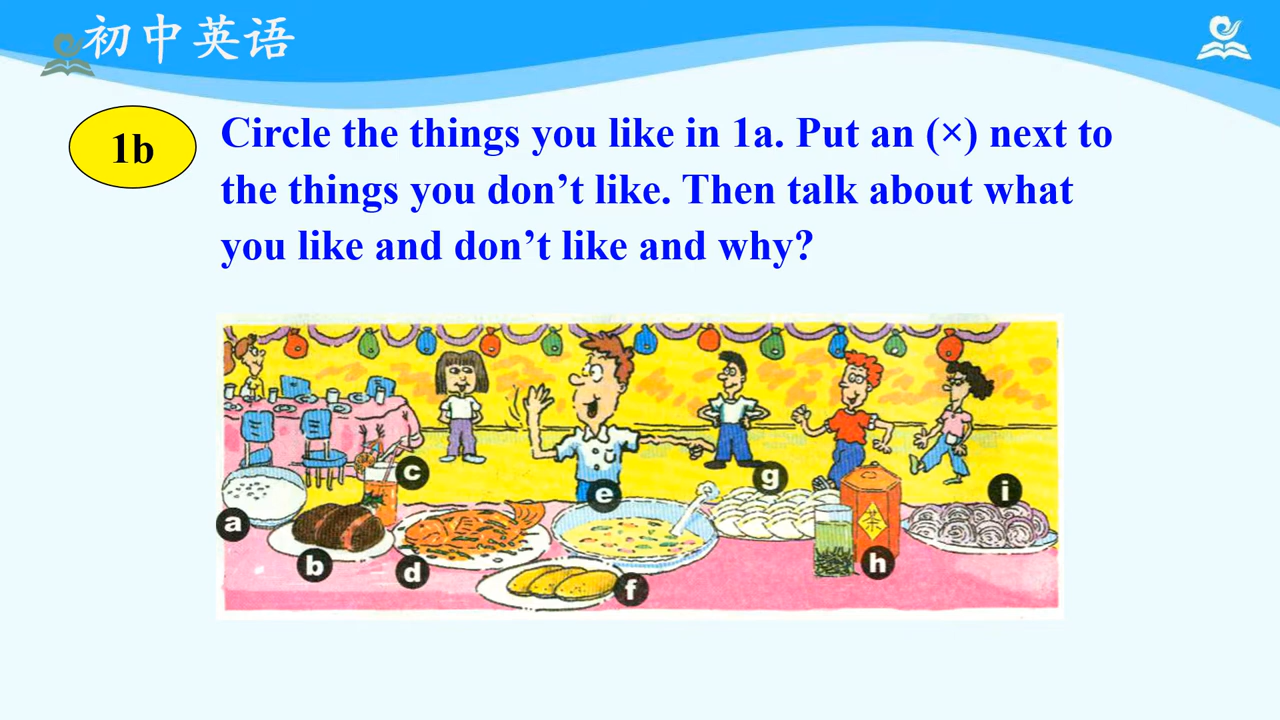 初中英语
1b
Circle the things you like in 1a. Put an (×) next to
the things you don’t like. Then talk about what
you like and don’t like and why?
c
g
i
e
a
茶
b
d
h
f